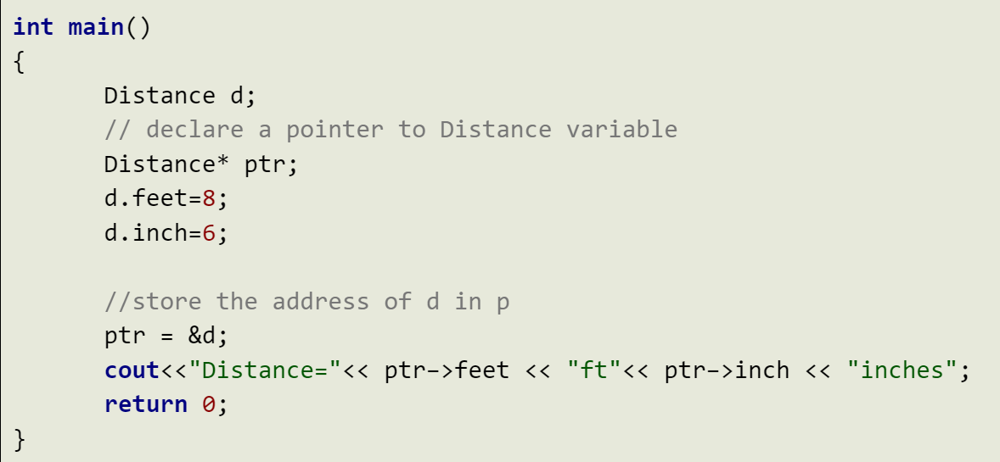 int main()
{
Distance d;
// declare a pointer to Distance variable
Distance* ptr;
d.feet=8;
d.inch=6;
//store the address of d in p
ptr = &d;
cout<<"Distance="<< ptr->feet << "ft"<< ptr->inch << "inches";
return 0;
}